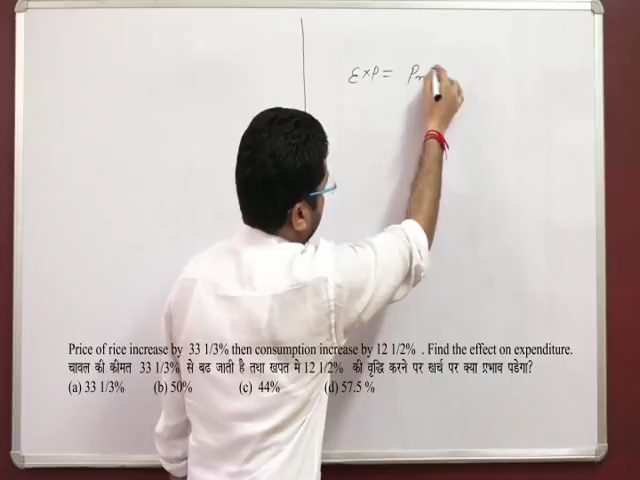 Exp = Pr
Price of rice increase by 33 1/3% then consumption increase by 12 1/2% . Find the effect on expenditure.
चावल की कीमत 33 1/3% से बढ जाती है तथा खपत मे 12 1/2% की वृद्धि करने पर खर्च पर क्या प्रभाव पडेगा?
(a) 33 1/3% (b) 50% (c) 44% (d) 57.5 %